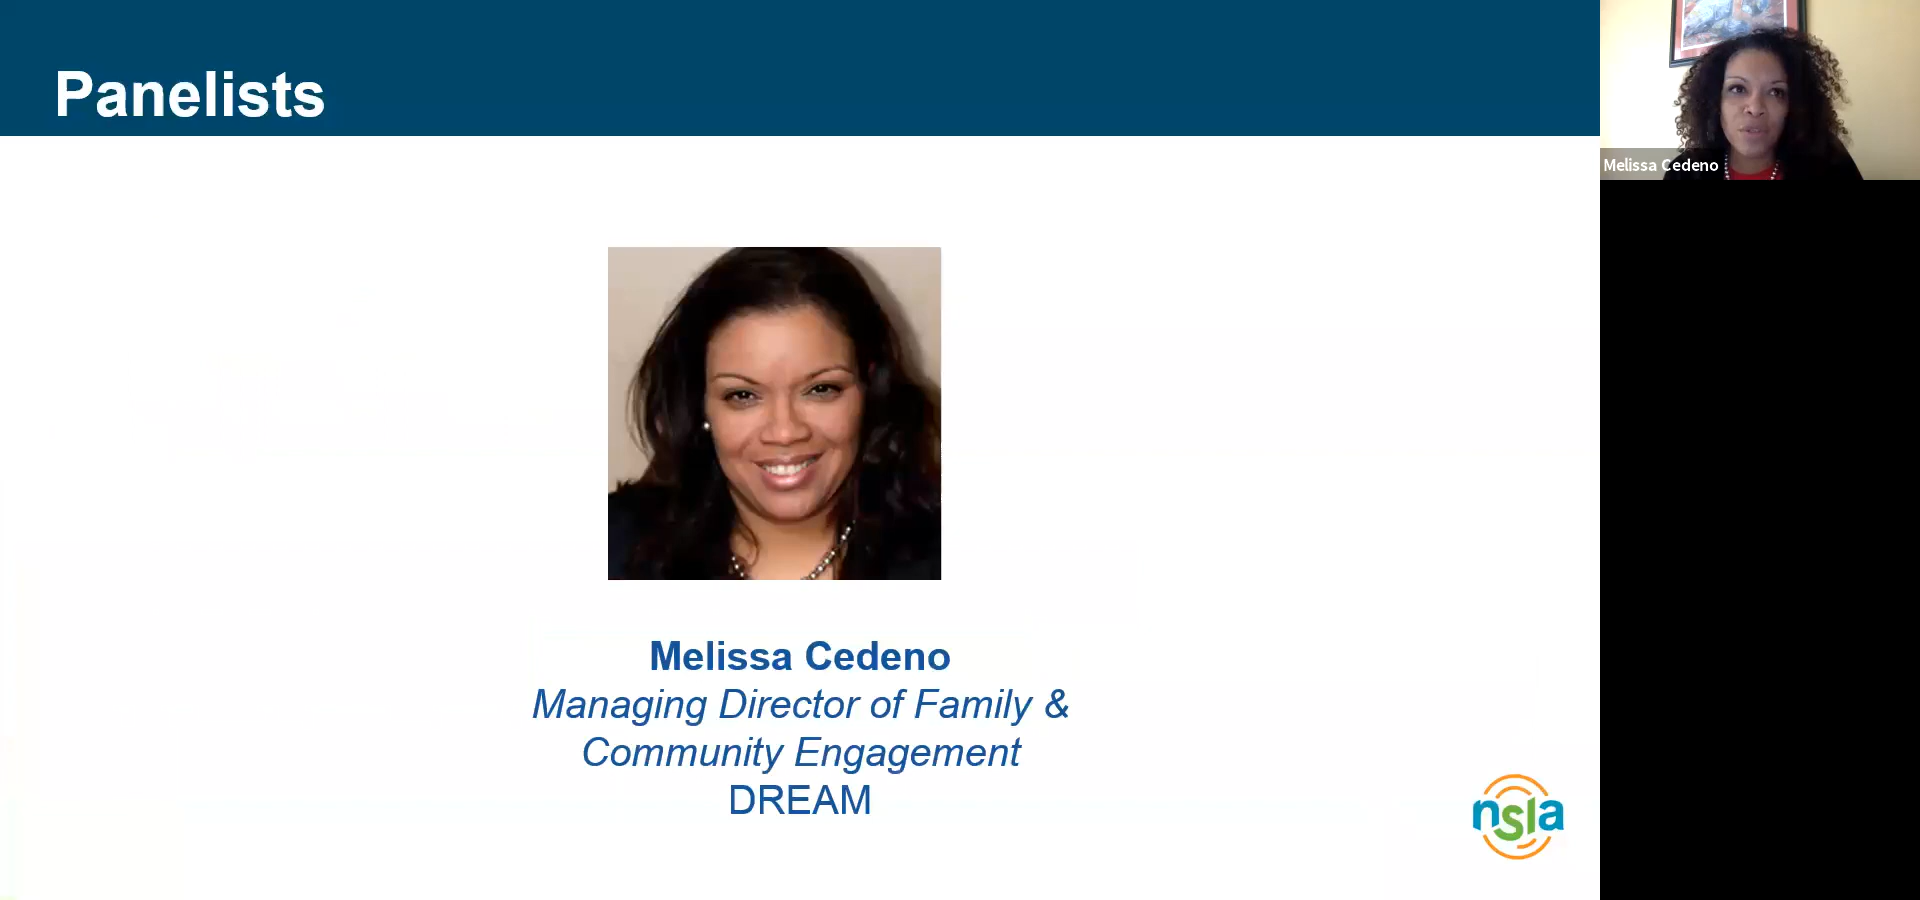 Panelists
Melissa Cedeno
Melissa Cedeno
Managing Director of Family &
Community Engagement
DREAM
nsla